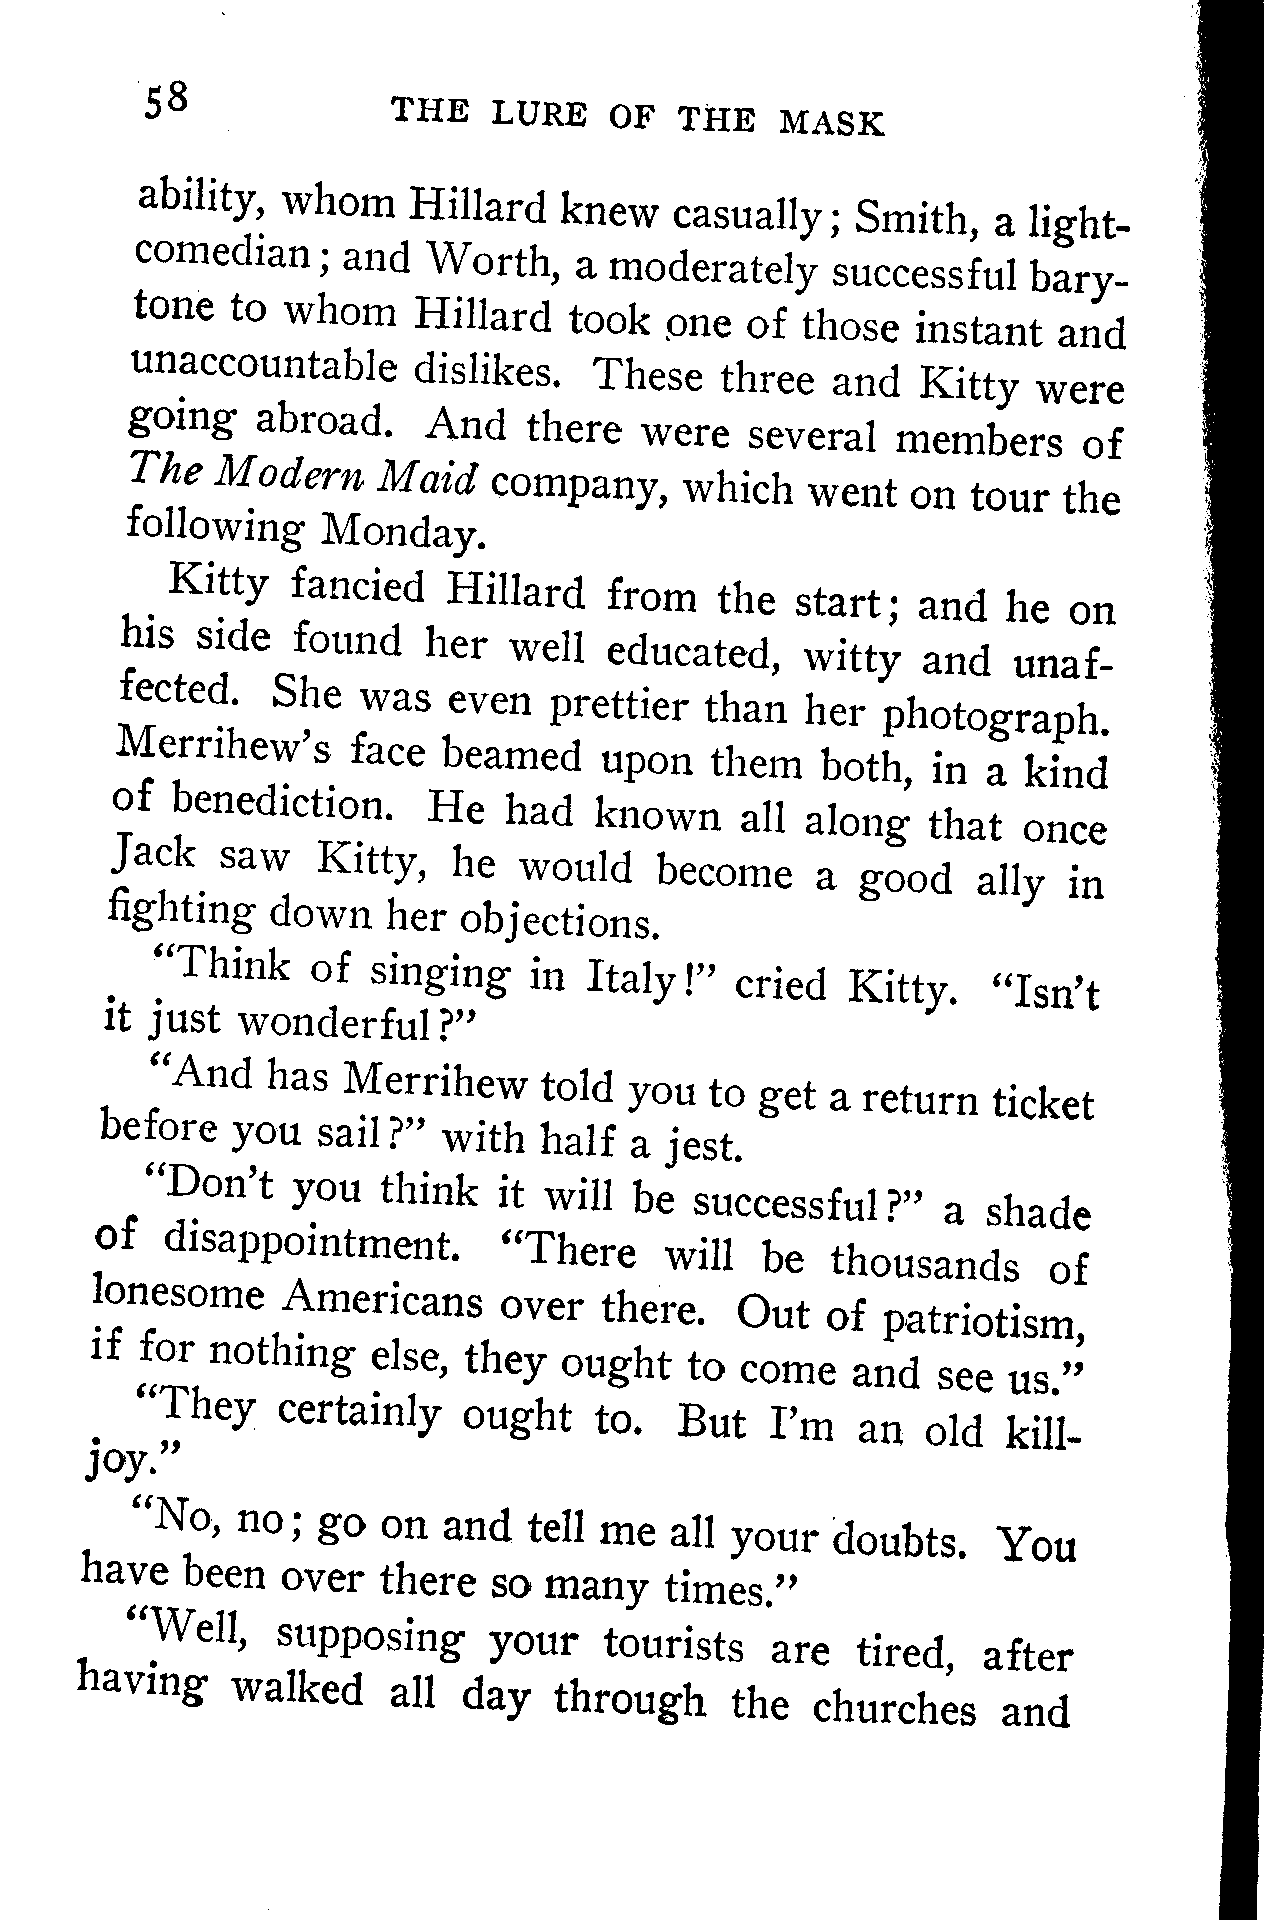 58 THE LURE OF THE MASK
ability, whom Hillard knew casually; Smith, a light-
comedian; and Worth, a moderately successful bary-
tone to whom Hillard took one of those instant and
unaccountable dislikes. These three and Kitty were
going abroad. And there were several members of
The Modern Maid company, which went on tour the
following Monday.
Kitty fancied Hillard from the start; and he on
his side found her well educated, witty and unaf-
fected. She was even prettier than her photograph.
Merrihew's face beamed upon them both, in a kind
of benediction. He had known all along that once
Jack saw Kitty, he would become a good ally in
fighting down her objections.
"Think of singing in Italy!" cried Kitty. "Isn't
it just wonderful?"
"And has Merrihew told you to get a return ticket
before you sail?" with half a jest.
"Don't you think it will be successful?" a shade
of disappointment. "There will be thousands of
lonesome Americans over there. Out of patriotism,
if for nothing else, they ought to come and see us."
"They certainly ought to. But I'm an old kill-
joy."
"No, no; go on and tell me all your doubts. You
have been over there so many times."
"Well, supposing your tourists are tired, after
having walked all day through the churches and